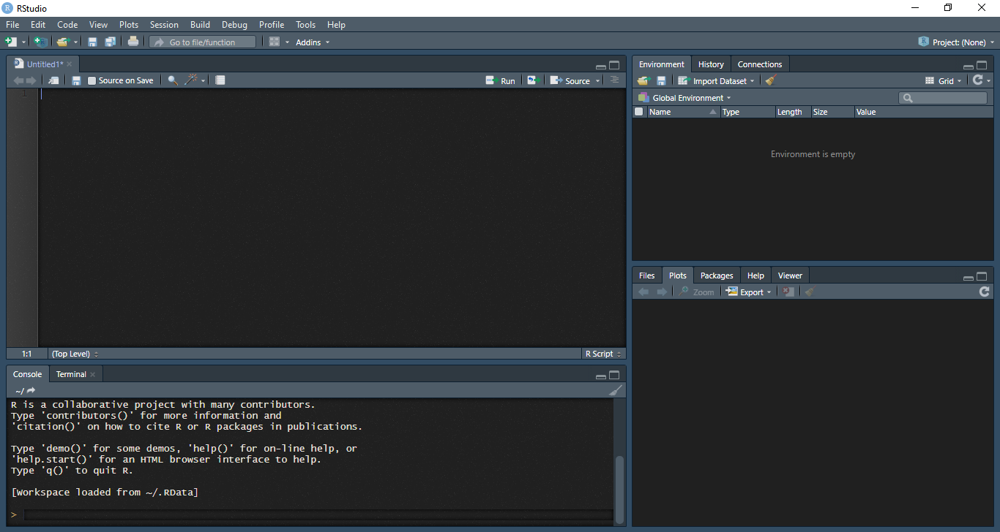 RStudio
File Edit Code View Plots Session Build Debug Profile Tools Help
Go to file/function Addins Project: (None)
Untitled1*
Source on Save Run Source
1
1:1 (Top Level) R Script
Console Terminal
~/
R is a collaborative project with many contributors.
Type 'contributors()' for more information and
'citation()' on how to cite R or R packages in publications.
Type 'demo()' for some demos, 'help()' for on-line help, or
'help.start()' for an HTML browser interface to help.
Type 'q()' to quit R.
[Workspace loaded from ~/.RData]
>
Environment History Connections
Import Dataset Grid
Global Environment
Name Type Length Size Value
Environment is empty
Files Plots Packages Help Viewer
Zoom Export